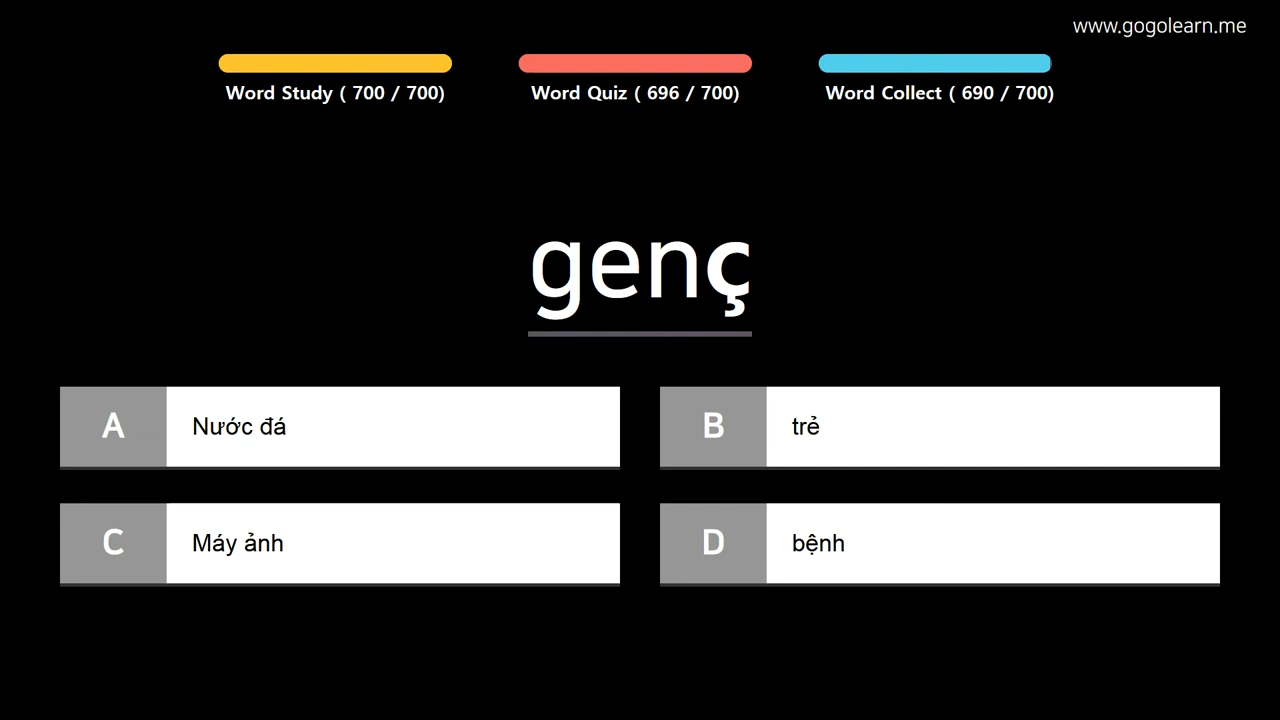 www.gogolearn.me
Word Study ( 700 / 700)
Word Quiz ( 696 / 700)
Word Collect ( 690 / 700)
genç
A
Nước đá
B
trẻ
C
Máy ảnh
D
bệnh